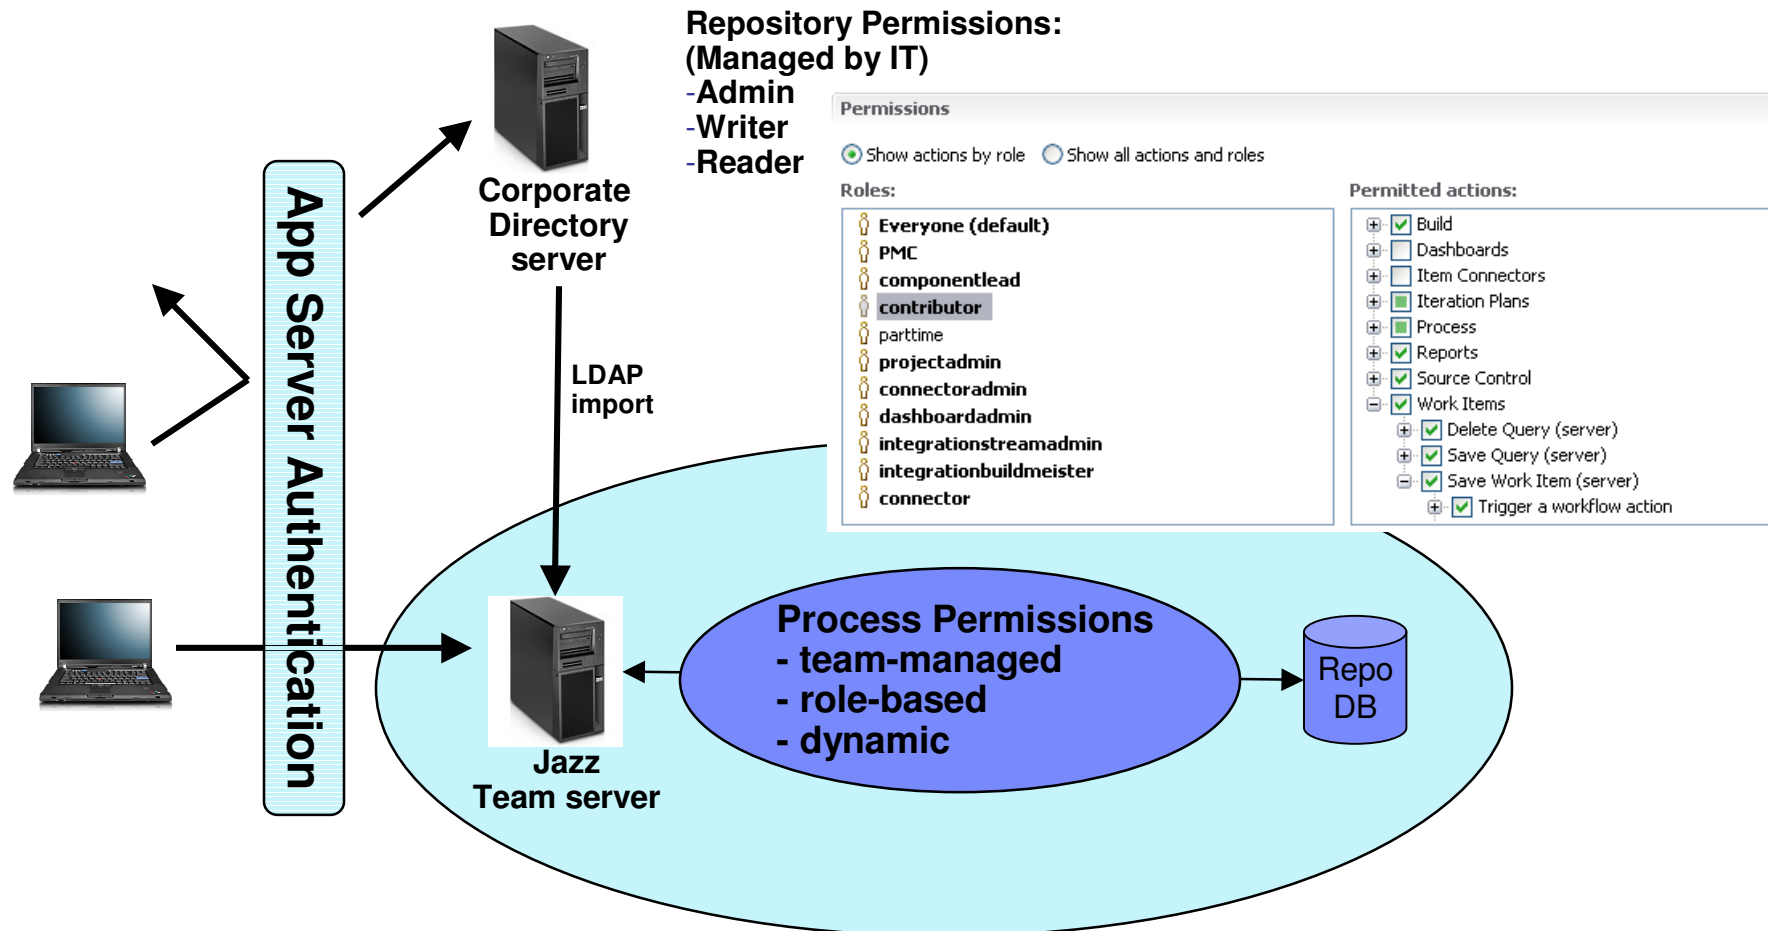 Repository Permissions:
(Managed by IT)
-Admin
-Writer
-Reader
Permissions
Show actions by role
Show all actions and roles
Roles:
Everyone (default)
PMC
componentlead
contributor
parttime
projectadmin
connectoradmin
dashboardadmin
integrationstreamadmin
integrationbuildmeister
connector
Permitted actions:
Build
Dashboards
Item Connectors
Iteration Plans
Process
Reports
Source Control
Work Items
Delete Query (server)
Save Query (server)
Save Work Item (server)
Trigger a workflow action
Corporate
Directory
server
App Server Authentication
LDAP
import
Jazz
Team server
Process Permissions
- team-managed
- role-based
- dynamic
Repo
DB